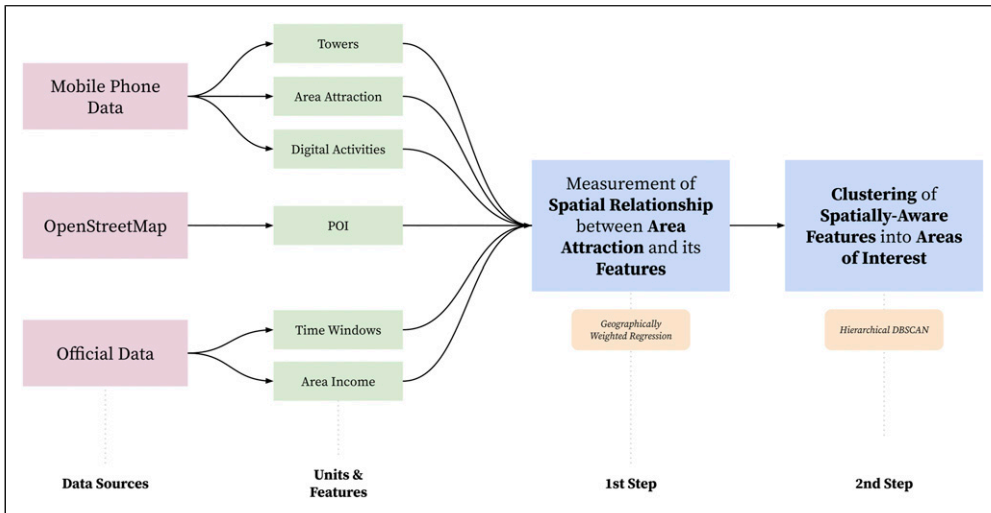 Mobile Phone
Data
OpenStreetMap
Official Data
Data Sources
Towers
Area Attraction
Digital Activities
POI
Time Windows
Area Income
Units &
Features
Measurement of
Spatial Relationship
between Area
Attraction and its
Features
Geographically
Weighted Regression
1st Step
Clustering of
Spatially-Aware
Features into Areas
of Interest
Hierarchical DBSCAN
2nd Step